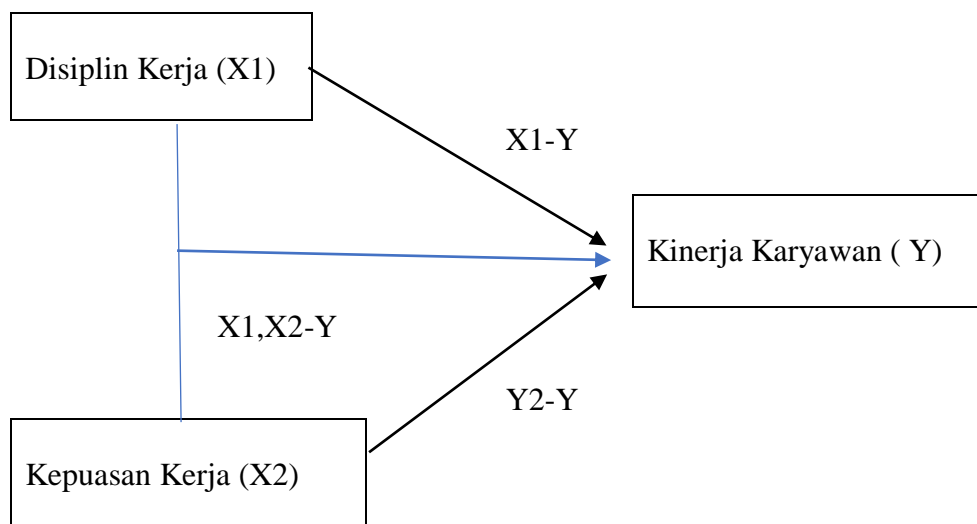 Disiplin Kerja (X1)
X1-Y
Kinerja Karyawan ( Y)
X1,X2-Y
Y2-Y
Kepuasan Kerja (X2)